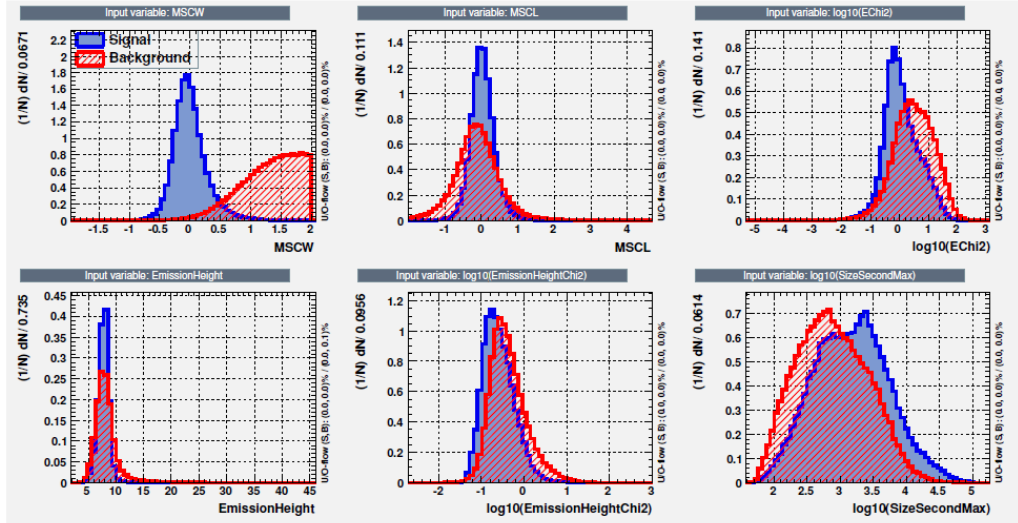 Input variable: MSCW
(1/N) dN/ 0.0671
2.2
2
1.8
1.6
1.4
1.2
1
0.8
0.6
0.4
0.2
0
Signal
Background
-1.5 -1 -0.5 0 0.5 1 1.5 2
MSCW
U/O-flow (S,B): (0.0, 0.0)% / (0.0, 0.0)%
Input variable: MSCL
(1/N) dN/ 0.111
1.4
1.2
1
0.8
0.6
0.4
0.2
0
-1 0 1 2 3 4
MSCL
U/O-flow (S,B): (0.0, 0.0)% / (0.0, 0.0)%
Input variable: log10(EChi2)
(1/N) dN/ 0.141
0.8
0.7
0.6
0.5
0.4
0.3
0.2
0.1
0
-5 -4 -3 -2 -1 0 1 2 3
log10(EChi2)
U/O-flow (S,B): (0.0, 0.0)% / (0.0, 0.0)%
Input variable: EmissionHeight
(1/N) dN/ 0.735
0.45
0.4
0.35
0.3
0.25
0.2
0.15
0.1
0.05
0
5 10 15 20 25 30 35 40 45
EmissionHeight
U/O-flow (S,B): (0.0, 0.0)% / (0.0, 0.1)%
Input variable: log10(EmissionHeightChi2)
(1/N) dN/ 0.0956
1.2
1
0.8
0.6
0.4
0.2
0
-2 -1 0 1 2 3
log10(EmissionHeightChi2)
U/O-flow (S,B): (0.0, 0.0)% / (0.0, 0.0)%
Input variable: log10(SizeSecondMax)
(1/N) dN/ 0.0614
0.7
0.6
0.5
0.4
0.3
0.2
0.1
0
2 2.5 3 3.5 4 4.5 5
log10(SizeSecondMax)
U/O-flow (S,B): (0.0, 0.0)% / (0.0, 0.0)%